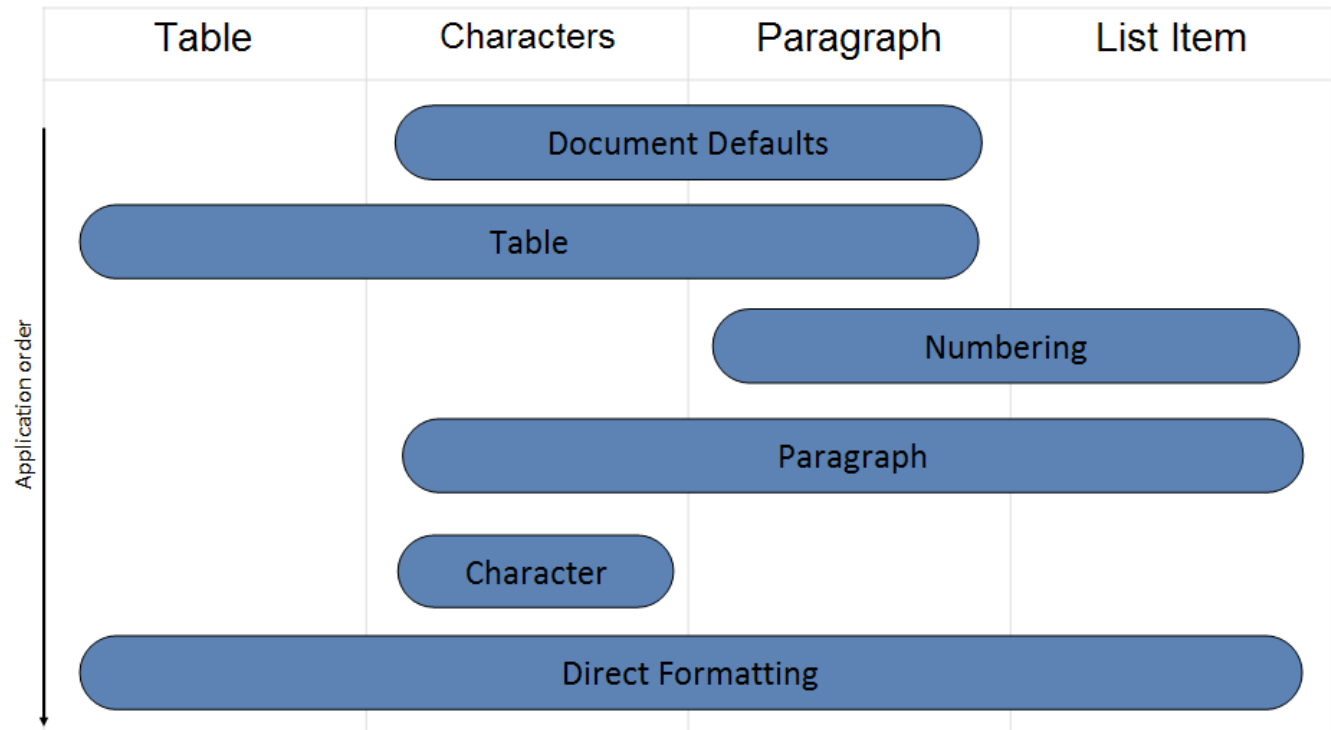 Table Characters Paragraph List Item
Document Defaults
Table
Numbering
Application order
Paragraph
Character
Direct Formatting